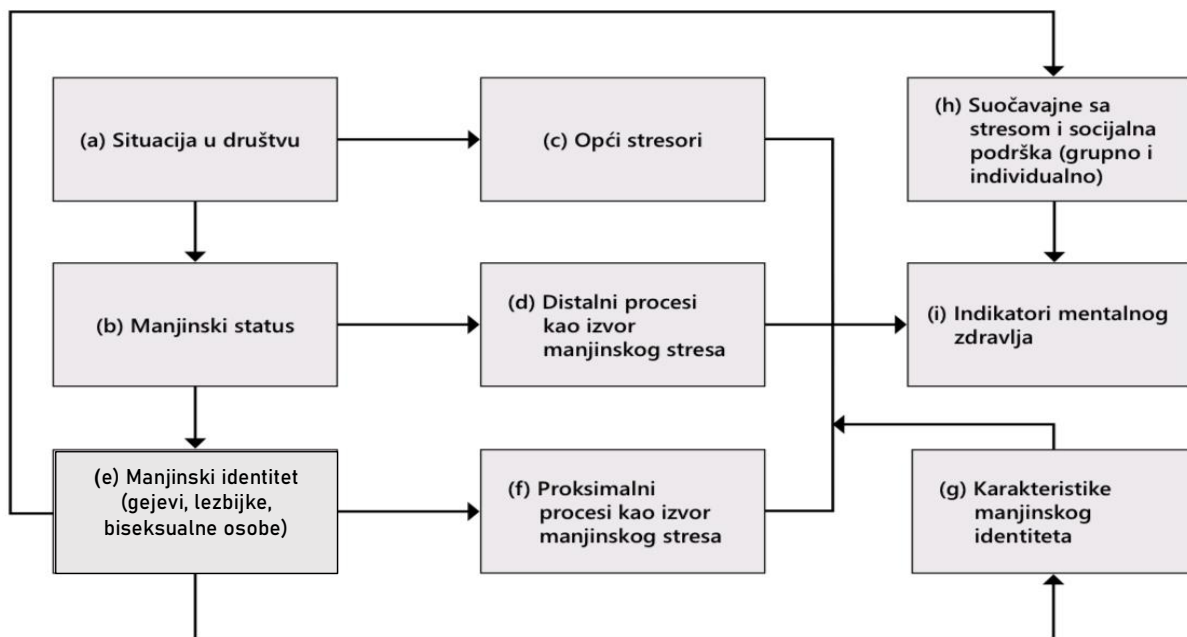 (a) Situacija u društvu
(c) Opći stresori
(h) Suočavajne sa
stresom i socijalna
podrška (grupno i
individualno)
(b) Manjinski status
(d) Distalni procesi
kao izvor
manjinskog stresa
(i) Indikatori mentalnog
zdravlja
(e) Manjinski identitet
(gejevi, lezbijke,
biseksualne osobe)
(f) Proksimalni
procesi kao izvor
manjinskog stresa
(g) Karakteristike
manjinskog
identiteta